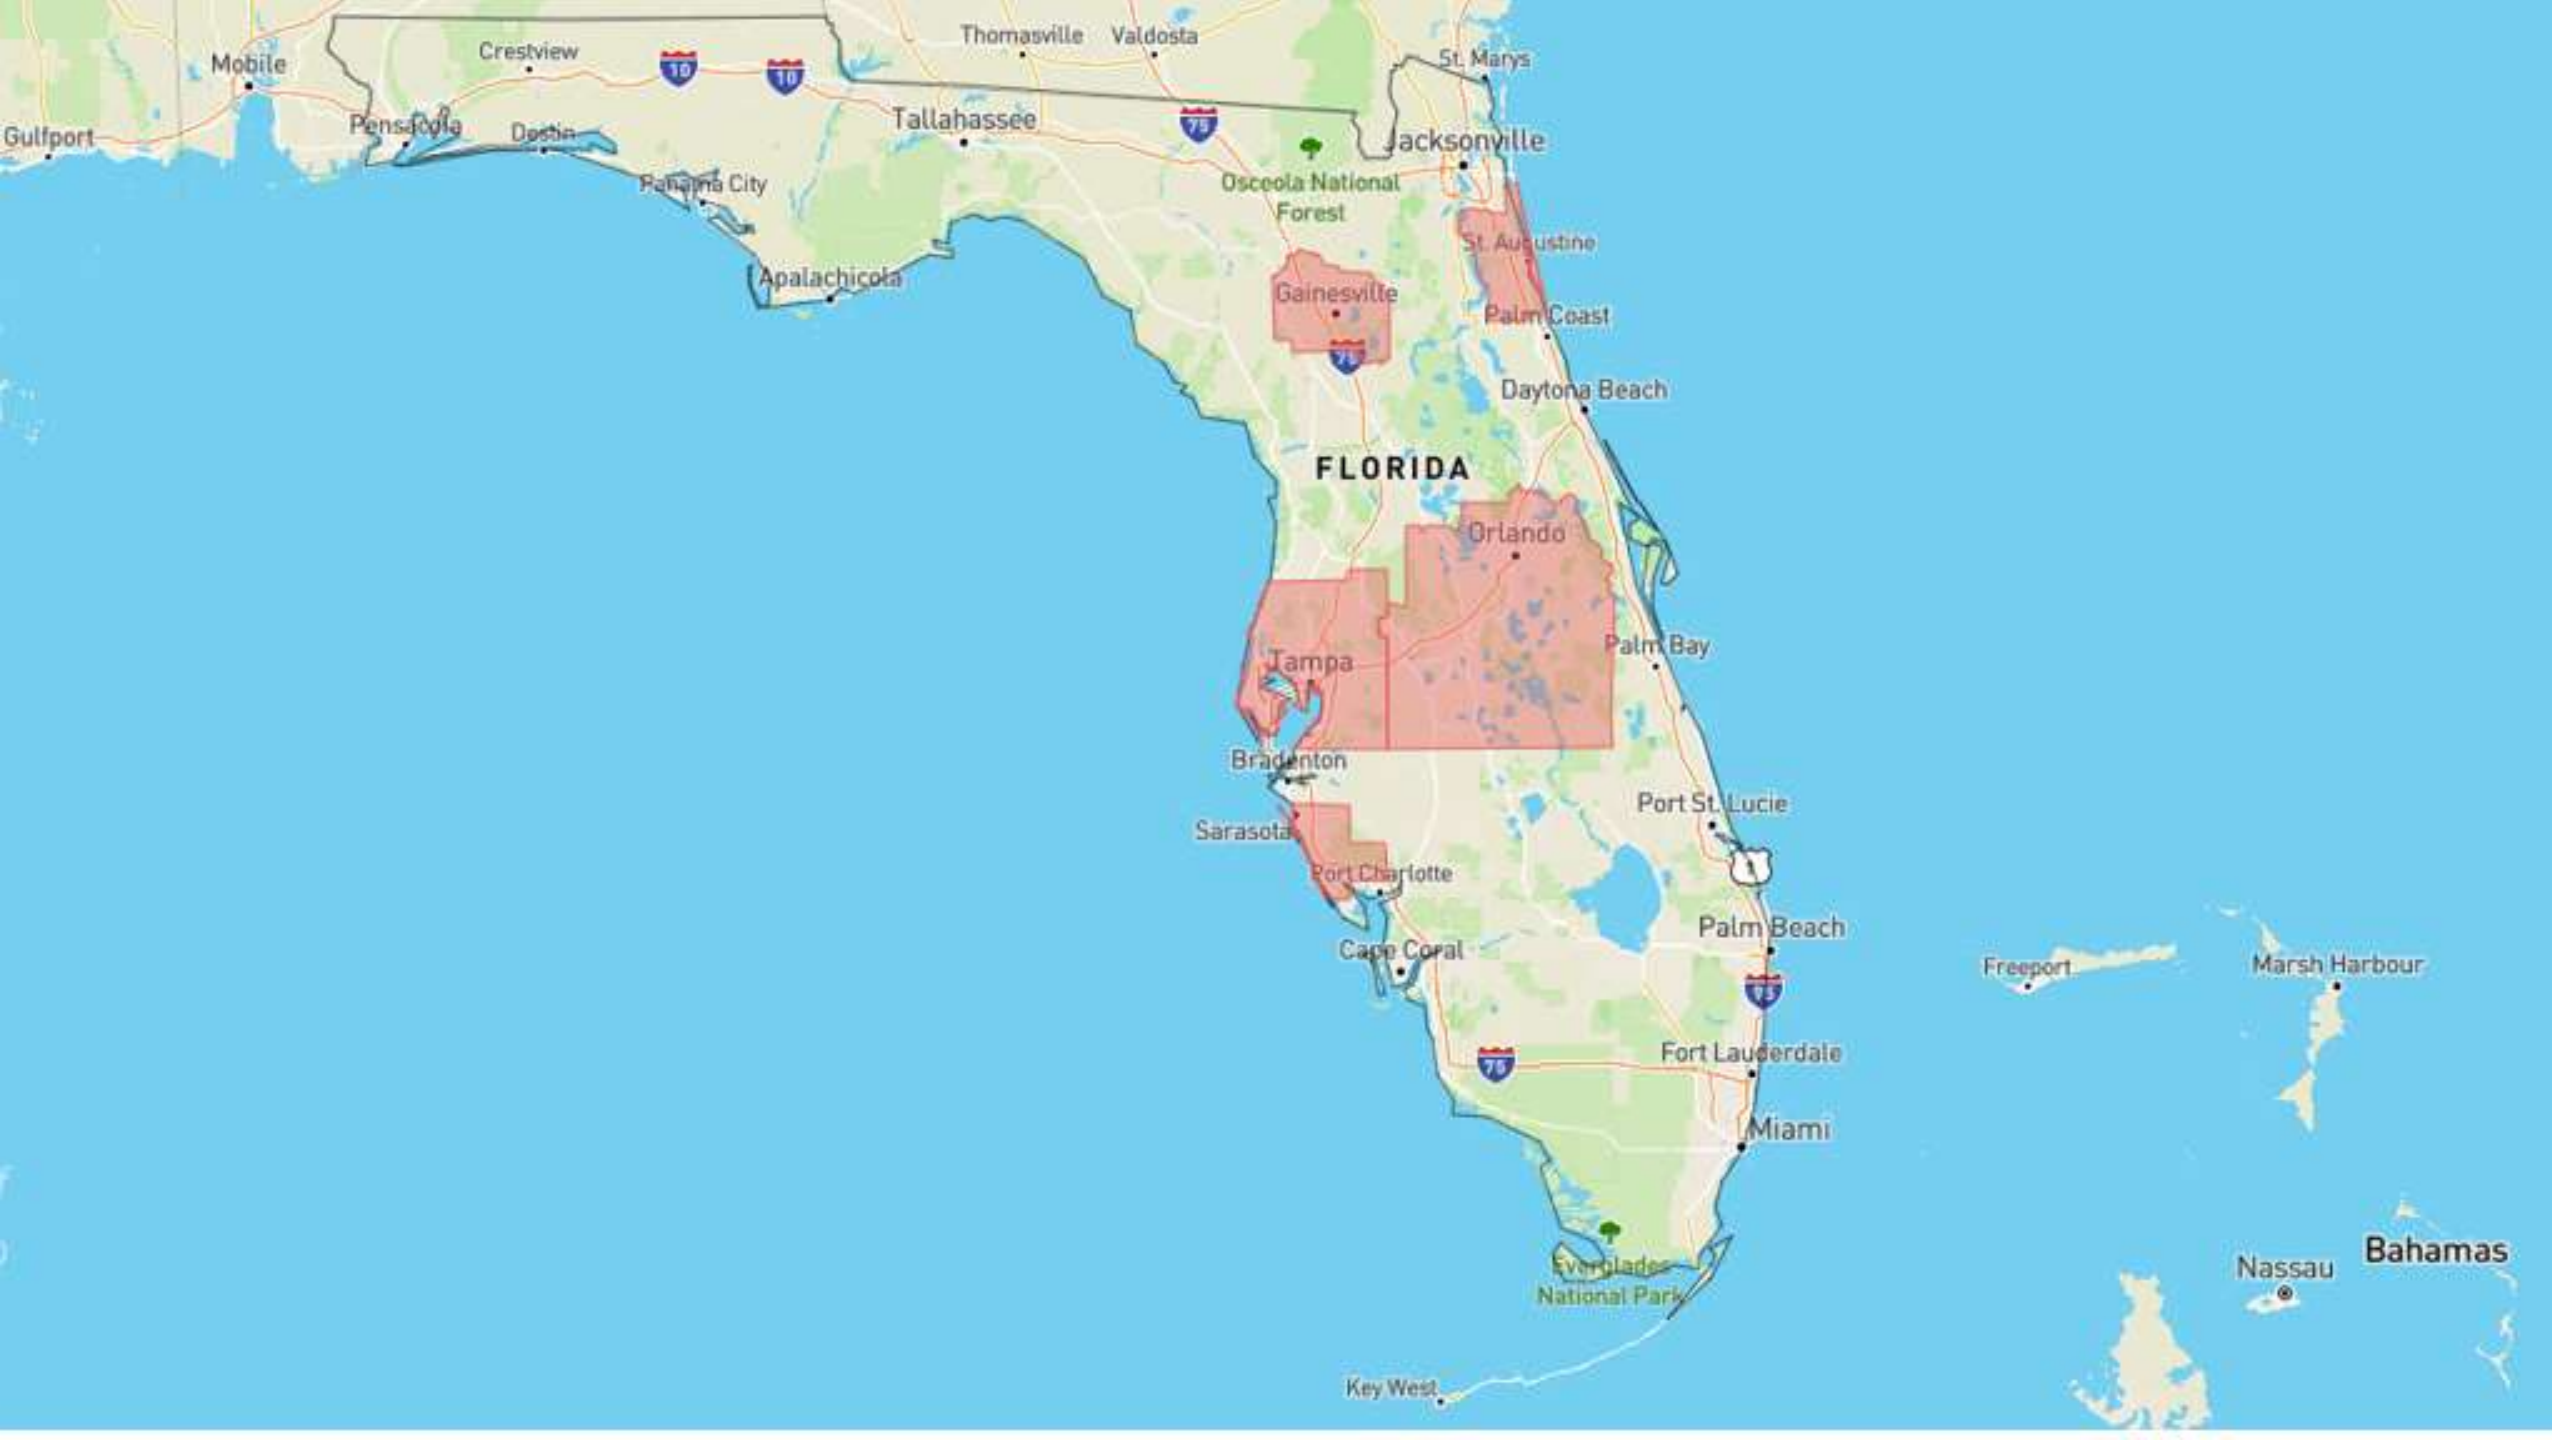 Thomasville
Valdosta
Crestview
Mobile
St. Marys
10
10
Gulfport
Pensacola
Destin
Tallahassee
75
Jacksonville
Panama City
Osceola National
Forest
St. Augustine
Apalachicola
Gainesville
Palm Coast
75
Daytona Beach
FLORIDA
Orlando
Tampa
Palm Bay
Bradenton
Port St. Lucie
Sarasota
Port Charlotte
1
Palm Beach
Cape Coral
Freeport
Marsh Harbour
95
Fort Lauderdale
75
Miami
Everglades
National Park
Bahamas
Nassau
Key West